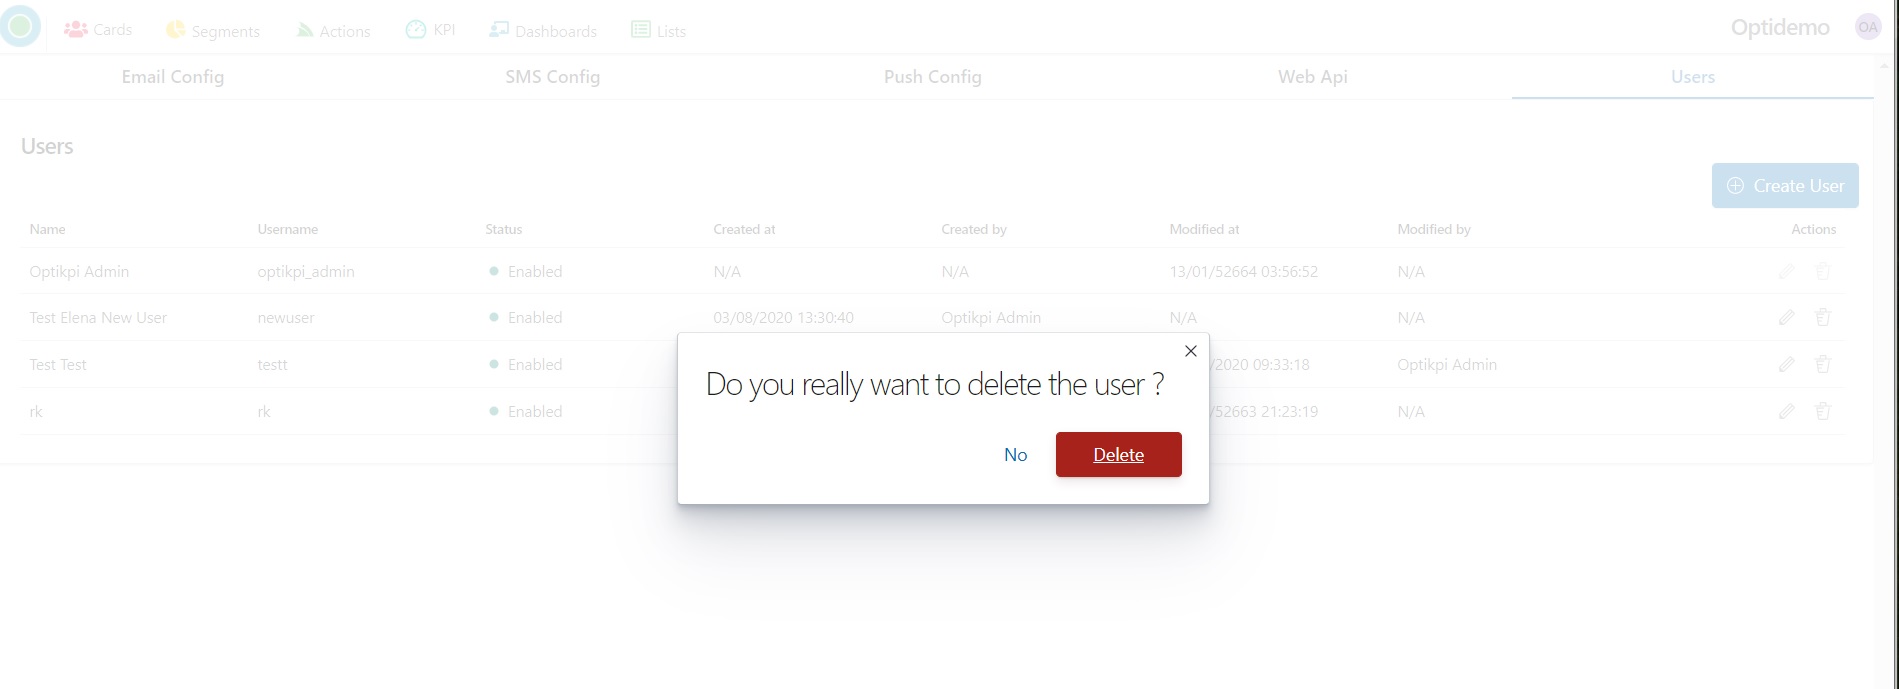 Cards Segments Actions KPI Dashboards Lists Optidemo OA
Email Config SMS Config Push Config Web Api Users
Users
Create User
Name Username Status Created at Created by Modified at Modified by Actions
Optikpi Admin optikpi_admin Enabled N/A N/A 13/01/52664 03:56:52 N/A
Test Elena New User newuser Enabled 03/08/2020 13:30:40 Optikpi Admin N/A N/A
Test Test testt Enabled /2020 09:33:18 Optikpi Admin
rk rk Enabled /52663 21:23:19 N/A
Do you really want to delete the user ?
No Delete